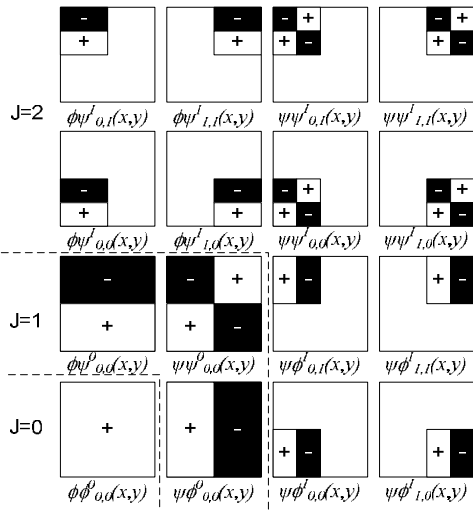 - - - + - +
+ + + - + -
J=2
ϕψ¹₀,₁(x,y) ϕψ¹₁,₁(x,y) ψψ¹₀,₁(x,y) ψψ¹₁,₁(x,y)
- - - + - +
+ + + - + -
ϕψ¹₀,₀(x,y) ϕψ¹₁,₀(x,y) ψψ¹₀,₀(x,y) ψψ¹₁,₀(x,y)
- - + + - + -
J=1
+ + -
ϕψ⁰₀,₀(x,y) ψψ⁰₀,₀(x,y) ψϕ¹₀,₁(x,y) ψϕ¹₁,₁(x,y)
J=0
+ + -
+ - + -
ϕϕ⁰₀,₀(x,y) ψϕ⁰₀,₀(x,y) ψϕ¹₀,₀(x,y) ψϕ¹₁,₀(x,y)